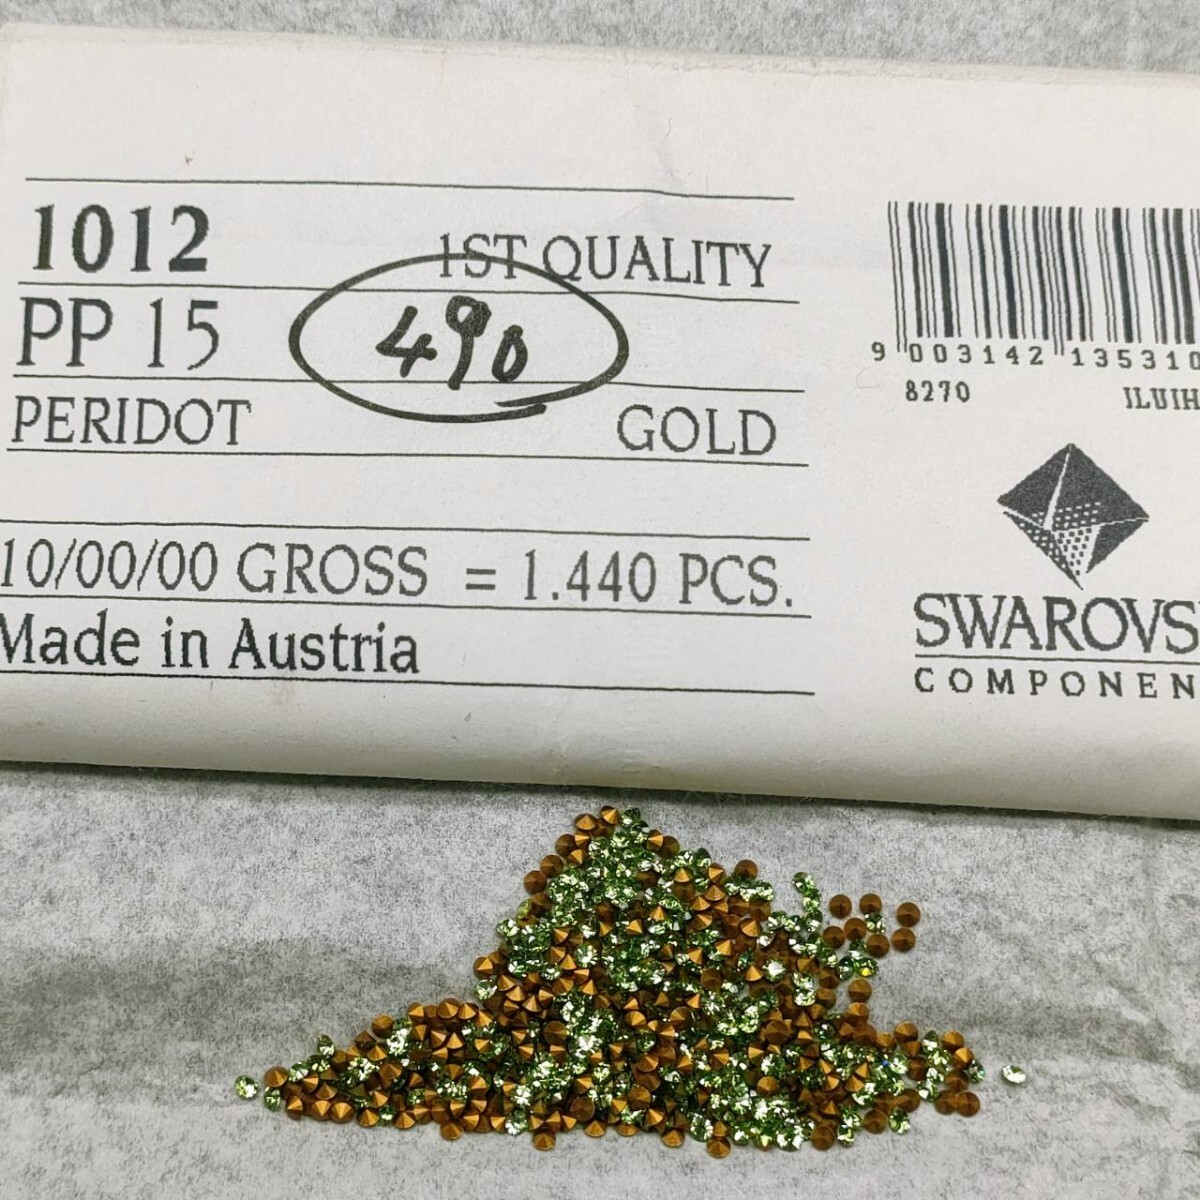 1012
1ST QUALITY
PP 15
490
PERIDOT GOLD
10/00/00 GROSS = 1.440 PCS.
Made in Austria
9 003142 135310
8270 ILUIH
SWAROVS
COMPONEN